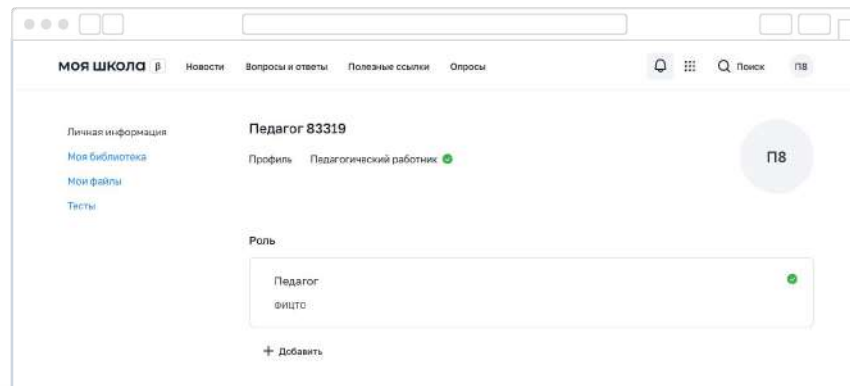 моя школа β Новости Вопросы и ответы Полезные ссылки Опросы Поиск П8
Личная информация
Моя библиотека
Мои файлы
Тесты
Педагог 83319
Профиль Педагогический работник
П8
Роль
Педагог
ФИЦТО
+ Добавить